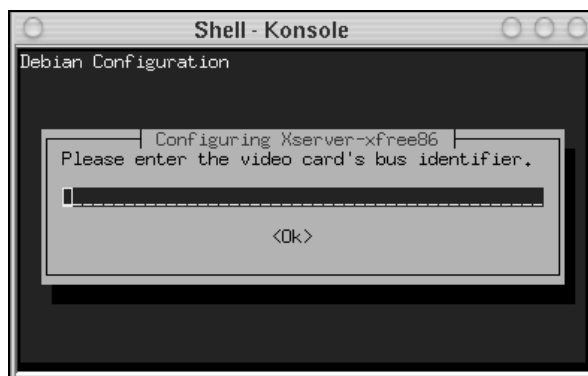 Shell - Konsole
Debian Configuration
Configuring Xserver-xfree86
Please enter the video card's bus identifier.
<Ok>